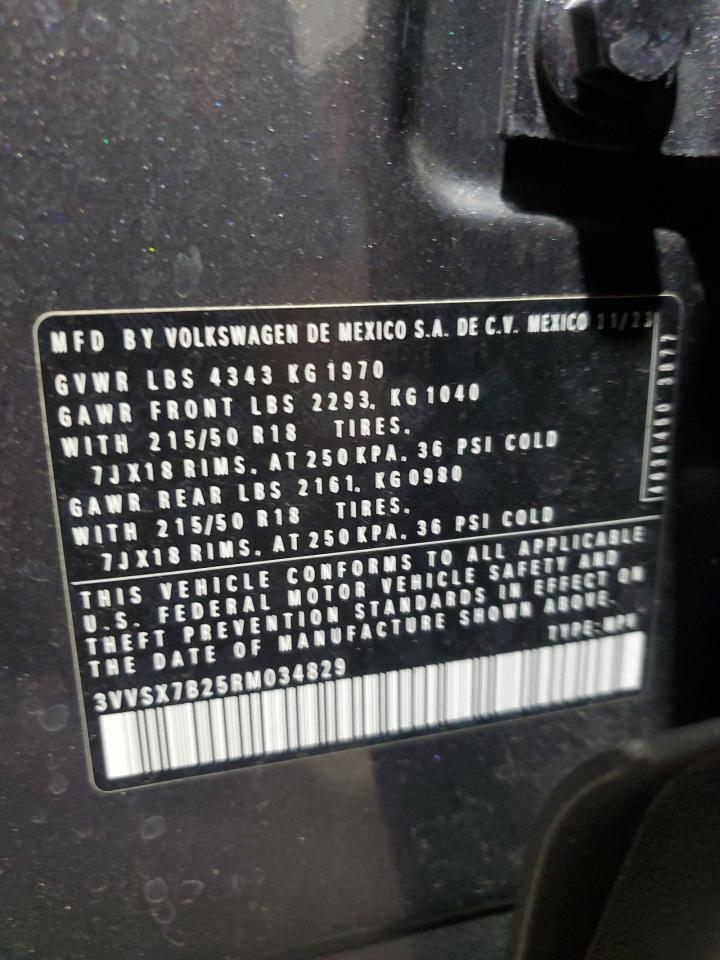 MFD BY VOLKSWAGEN DE MEXICO S.A. DE C.V. MEXICO 11/23
GVWR LBS 4343 KG 1970
GAWR FRONT LBS 2293, KG 1040
WITH 215/50 R18 TIRES,
7JX18 RIMS, AT 250 KPA, 36 PSI COLD
GAWR REAR LBS 2161, KG 0980
WITH 215/50 R18 TIRES,
7JX18 RIMS, AT 250 KPA, 36 PSI COLD
THIS VEHICLE CONFORMS TO ALL APPLICABLE
U.S. FEDERAL MOTOR VEHICLE SAFETY AND
THEFT PREVENTION STANDARDS IN EFFECT ON
THE DATE OF MANUFACTURE SHOWN ABOVE.
TYPE: MPV
3VVSX7B25RM034829